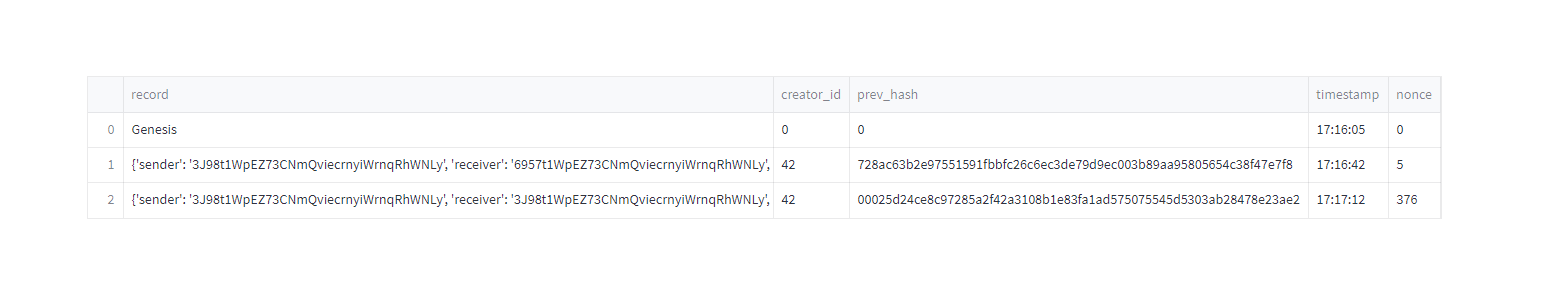 record creator_id prev_hash timestamp nonce
0 Genesis 0 0 17:16:05 0
1 {'sender': '3J98t1WpEZ73CNmQviecrnyiWrnqRhWNLy', 'receiver': '6957t1WpEZ73CNmQviecrnyiWrnqRhWNLy', 42 728ac63b2e97551591fbbfc26c6ec3de79d9ec003b89aa95805654c38f47e7f8 17:16:42 5
2 {'sender': '3J98t1WpEZ73CNmQviecrnyiWrnqRhWNLy', 'receiver': '3J98t1WpEZ73CNmQviecrnyiWrnqRhWNLy', 42 00025d24ce8c97285a2f42a3108b1e83fa1ad575075545d5303ab28478e23ae2 17:17:12 376